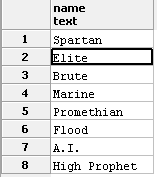 name
text
1 Spartan
2 Elite
3 Brute
4 Marine
5 Promethian
6 Flood
7 A.I.
8 High Prophet